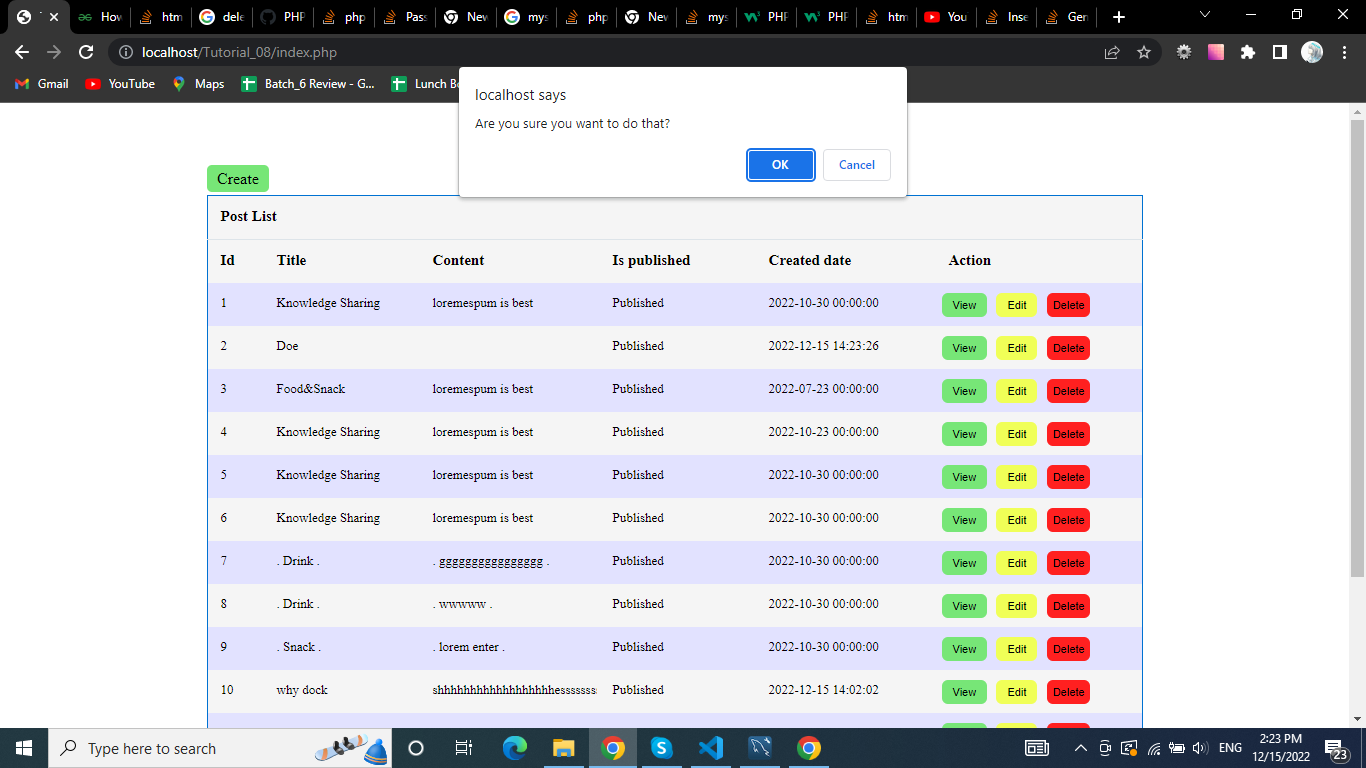 How
htm
dele
PHP
php
Pass
New
mys
php
New
mys
PHP
PHP
htm
You
Inse
Ger
localhost/Tutorial_08/index.php
Gmail YouTube Maps Batch_6 Review - G... Lunch Bo
localhost says
Are you sure you want to do that?
OK Cancel
Create
Post List
Id Title Content Is published Created date Action
1 Knowledge Sharing loremespum is best Published 2022-10-30 00:00:00 View Edit Delete
2 Doe Published 2022-12-15 14:23:26 View Edit Delete
3 Food&Snack loremespum is best Published 2022-07-23 00:00:00 View Edit Delete
4 Knowledge Sharing loremespum is best Published 2022-10-23 00:00:00 View Edit Delete
5 Knowledge Sharing loremespum is best Published 2022-10-30 00:00:00 View Edit Delete
6 Knowledge Sharing loremespum is best Published 2022-10-30 00:00:00 View Edit Delete
7 . Drink . . gggggggggggggggg . Published 2022-10-30 00:00:00 View Edit Delete
8 . Drink . . wwwww . Published 2022-10-30 00:00:00 View Edit Delete
9 . Snack . . lorem enter . Published 2022-10-30 00:00:00 View Edit Delete
10 why dock Published 2022-12-15 14:02:02 View Edit Delete
Type here to search
ENG
2:23 PM
12/15/2022
23